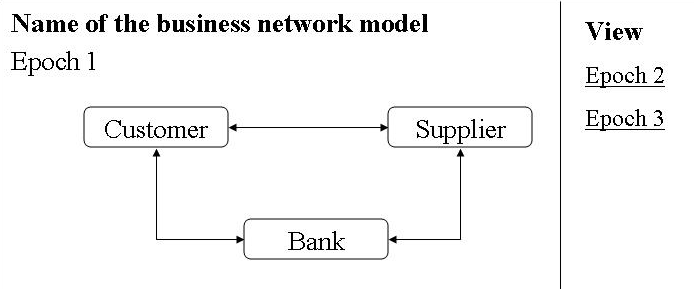 Name of the business network model
Epoch 1
Customer
Supplier
Bank
View
Epoch 2
Epoch 3